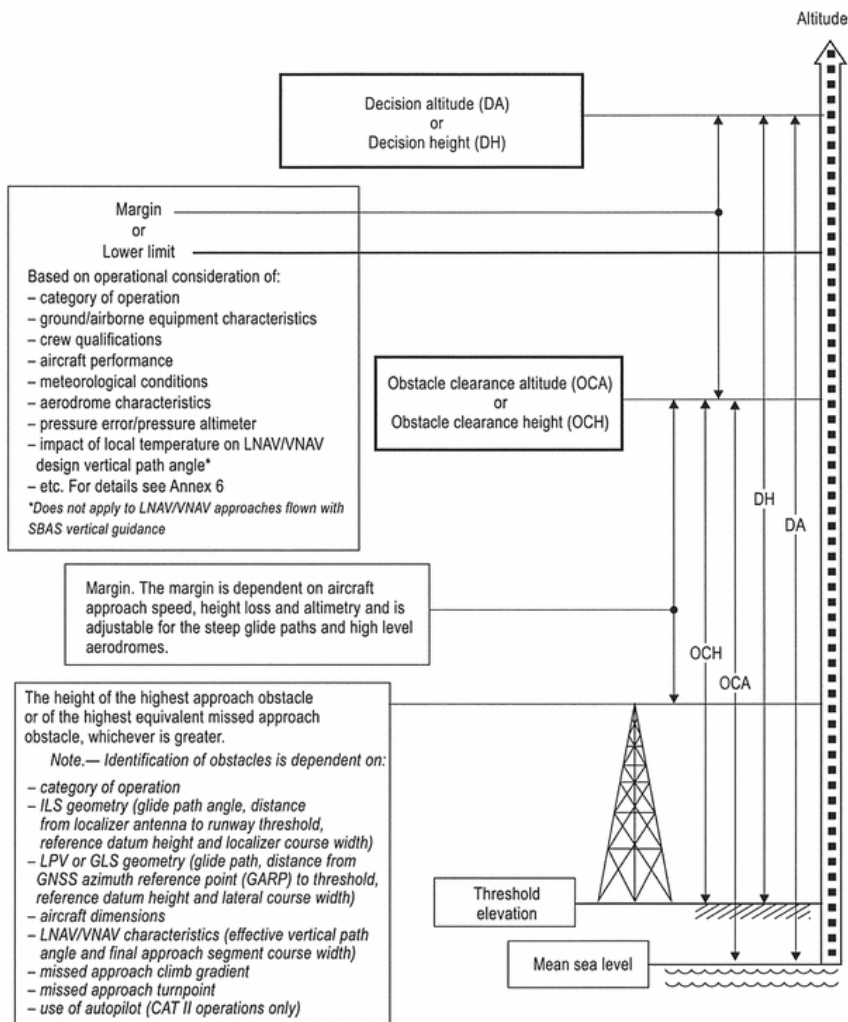 Altitude
Decision altitude (DA)
or
Decision height (DH)
Margin
or
Lower limit
Based on operational consideration of:
– category of operation
– ground/airborne equipment characteristics
– crew qualifications
– aircraft performance
– meteorological conditions
– aerodrome characteristics
– pressure error/pressure altimeter
– impact of local temperature on LNAV/VNAV
design vertical path angle*
– etc. For details see Annex 6
*Does not apply to LNAV/VNAV approaches flown with
SBAS vertical guidance
Obstacle clearance altitude (OCA)
or
Obstacle clearance height (OCH)
DH
DA
Margin. The margin is dependent on aircraft
approach speed, height loss and altimetry and is
adjustable for the steep glide paths and high level
aerodromes.
OCH
OCA
The height of the highest approach obstacle
or of the highest equivalent missed approach
obstacle, whichever is greater.
Note.— Identification of obstacles is dependent on:
– category of operation
– ILS geometry (glide path angle, distance
from localizer antenna to runway threshold,
reference datum height and localizer course width)
– LPV or GLS geometry (glide path, distance from
GNSS azimuth reference point (GARP) to threshold,
reference datum height and lateral course width)
– aircraft dimensions
– LNAV/VNAV characteristics (effective vertical path
angle and final approach segment course width)
– missed approach climb gradient
– missed approach turnpoint
– use of autopilot (CAT II operations only)
Threshold
elevation
Mean sea level